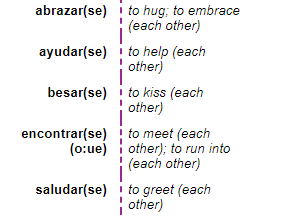 abrazar(se) to hug; to embrace
(each other)
ayudar(se) to help (each
other)
besar(se) to kiss (each
other)
encontrar(se) to meet (each
(o:ue) other); to run into
(each other)
saludar(se) to greet (each
other)